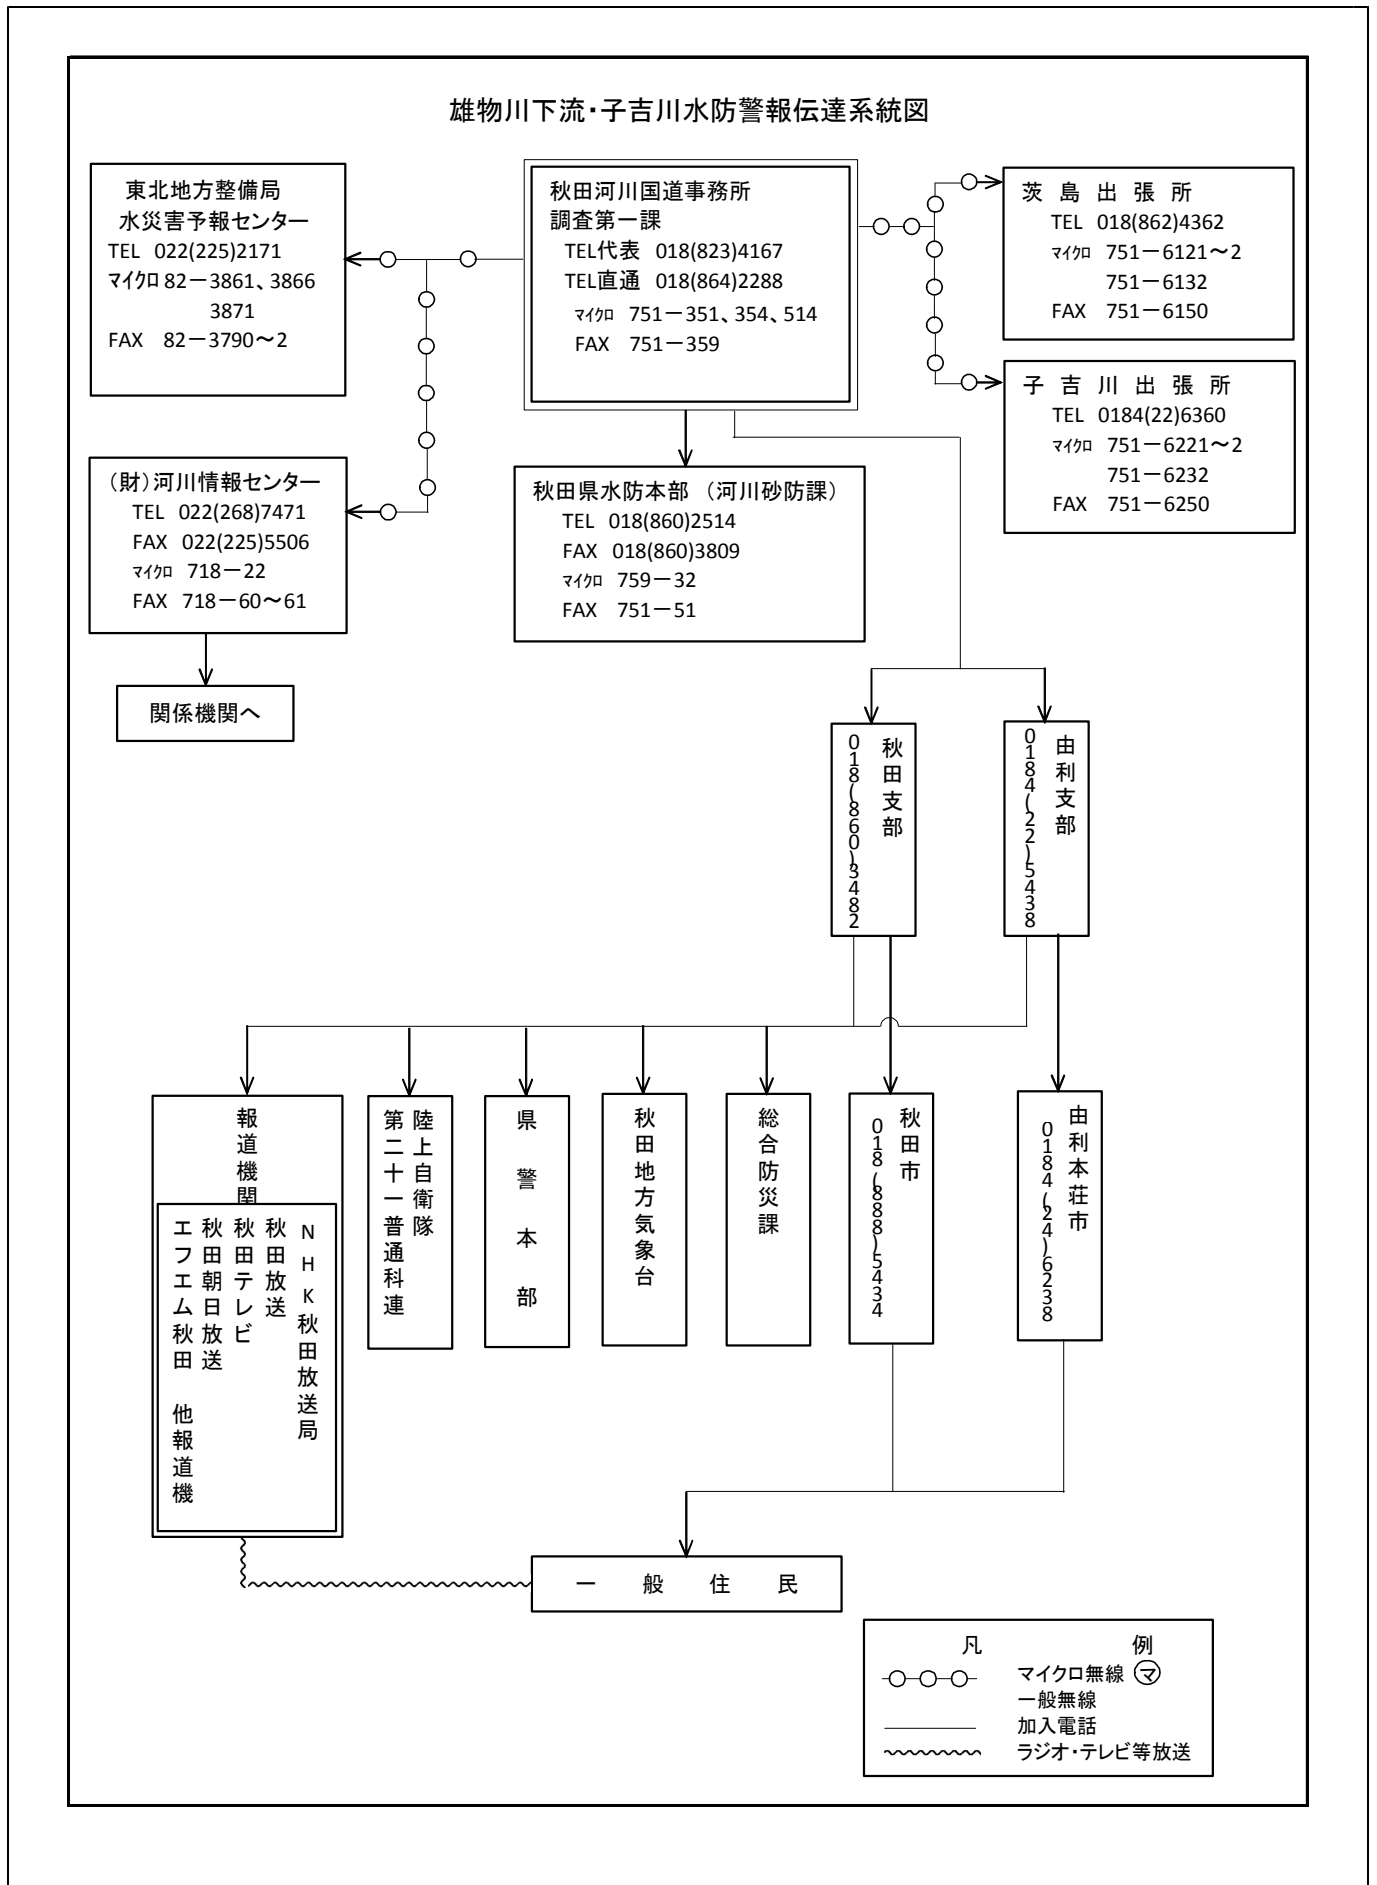 雄物川下流・子吉川水防警報伝達系統図
東北地方整備局
水災害予報センター
TEL 022(225)2171
マイクロ 82－3861、3866
3871
FAX 82－3790～2
秋田河川国道事務所
調査第一課
TEL代表 018(823)4167
TEL直通 018(864)2288
マイクロ 751－351、354、514
FAX 751－359
茨島出張所
TEL 018(862)4362
マイクロ 751－6121～2
751－6132
FAX 751－6150
子吉川出張所
TEL 0184(22)6360
マイクロ 751－6221～2
751－6232
FAX 751－6250
（財）河川情報センター
TEL 022(268)7471
FAX 022(225)5506
マイクロ 718－22
FAX 718－60～61
秋田県水防本部 （河川砂防課）
TEL 018(860)2514
FAX 018(860)3809
マイクロ 759－32
FAX 751－51
関係機関へ
秋田支部
018(860)3482
由利支部
0184(22)5438
報道機関
NHK秋田放送局
秋田放送
秋田テレビ
秋田朝日放送
エフエム秋田 他報道機
陸上自衛隊
第二十一普通科連
県警本部
秋田地方気象台
総合防災課
秋田市
018(888)5434
由利本荘市
0184(24)6238
一般住民
凡例
マイクロ無線 マ
一般無線
加入電話
ラジオ・テレビ等放送